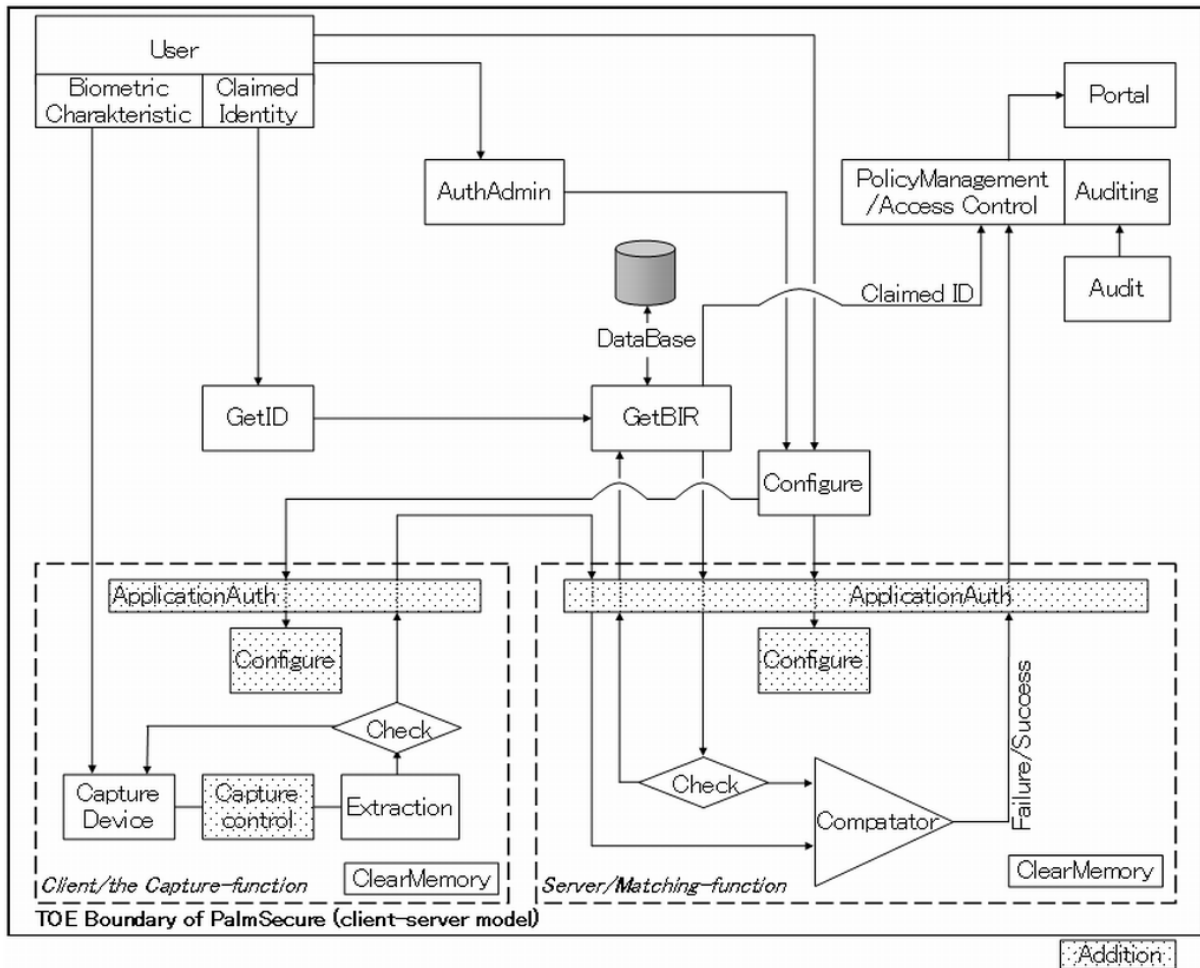 User
Biometric
Charakteristic
Claimed
Identity
Portal
AuthAdmin
PolicyManagement
/Access Control
Auditing
Audit
Claimed ID
DataBase
GetID
GetBIR
Configure
ApplicationAuth
ApplicationAuth
Configure
Configure
Check
Check
Capture
Device
Capture
control
Extraction
Compatator
Failure/Success
ClearMemory
ClearMemory
Client/the Capture-function
Server/Matching-function
TOE Boundary of PalmSecure (client-server model)
Addition